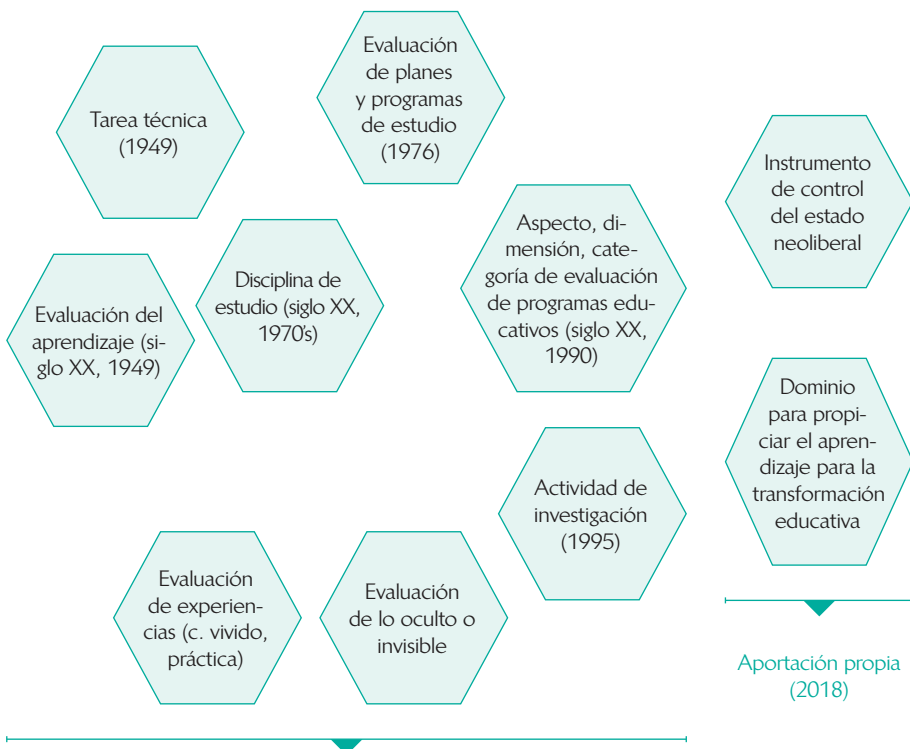 Tarea técnica
(1949)
Evaluación
de planes
y programas
de estudio
(1976)
Instrumento
de control
del estado
neoliberal
Evaluación del
aprendizaje (si-
glo XX, 1949)
Disciplina de
estudio (siglo XX,
1970’s)
Aspecto, di-
mensión, cate-
goría de evaluación
de programas edu-
cativos (siglo XX,
1990)
Dominio
para propi-
ciar el apren-
dizaje para la
transformación
educativa
Actividad de
investigación
(1995)
Evaluación
de experien-
cias (c. vivido,
práctica)
Evaluación
de lo oculto o
invisible
Aportación propia
(2018)